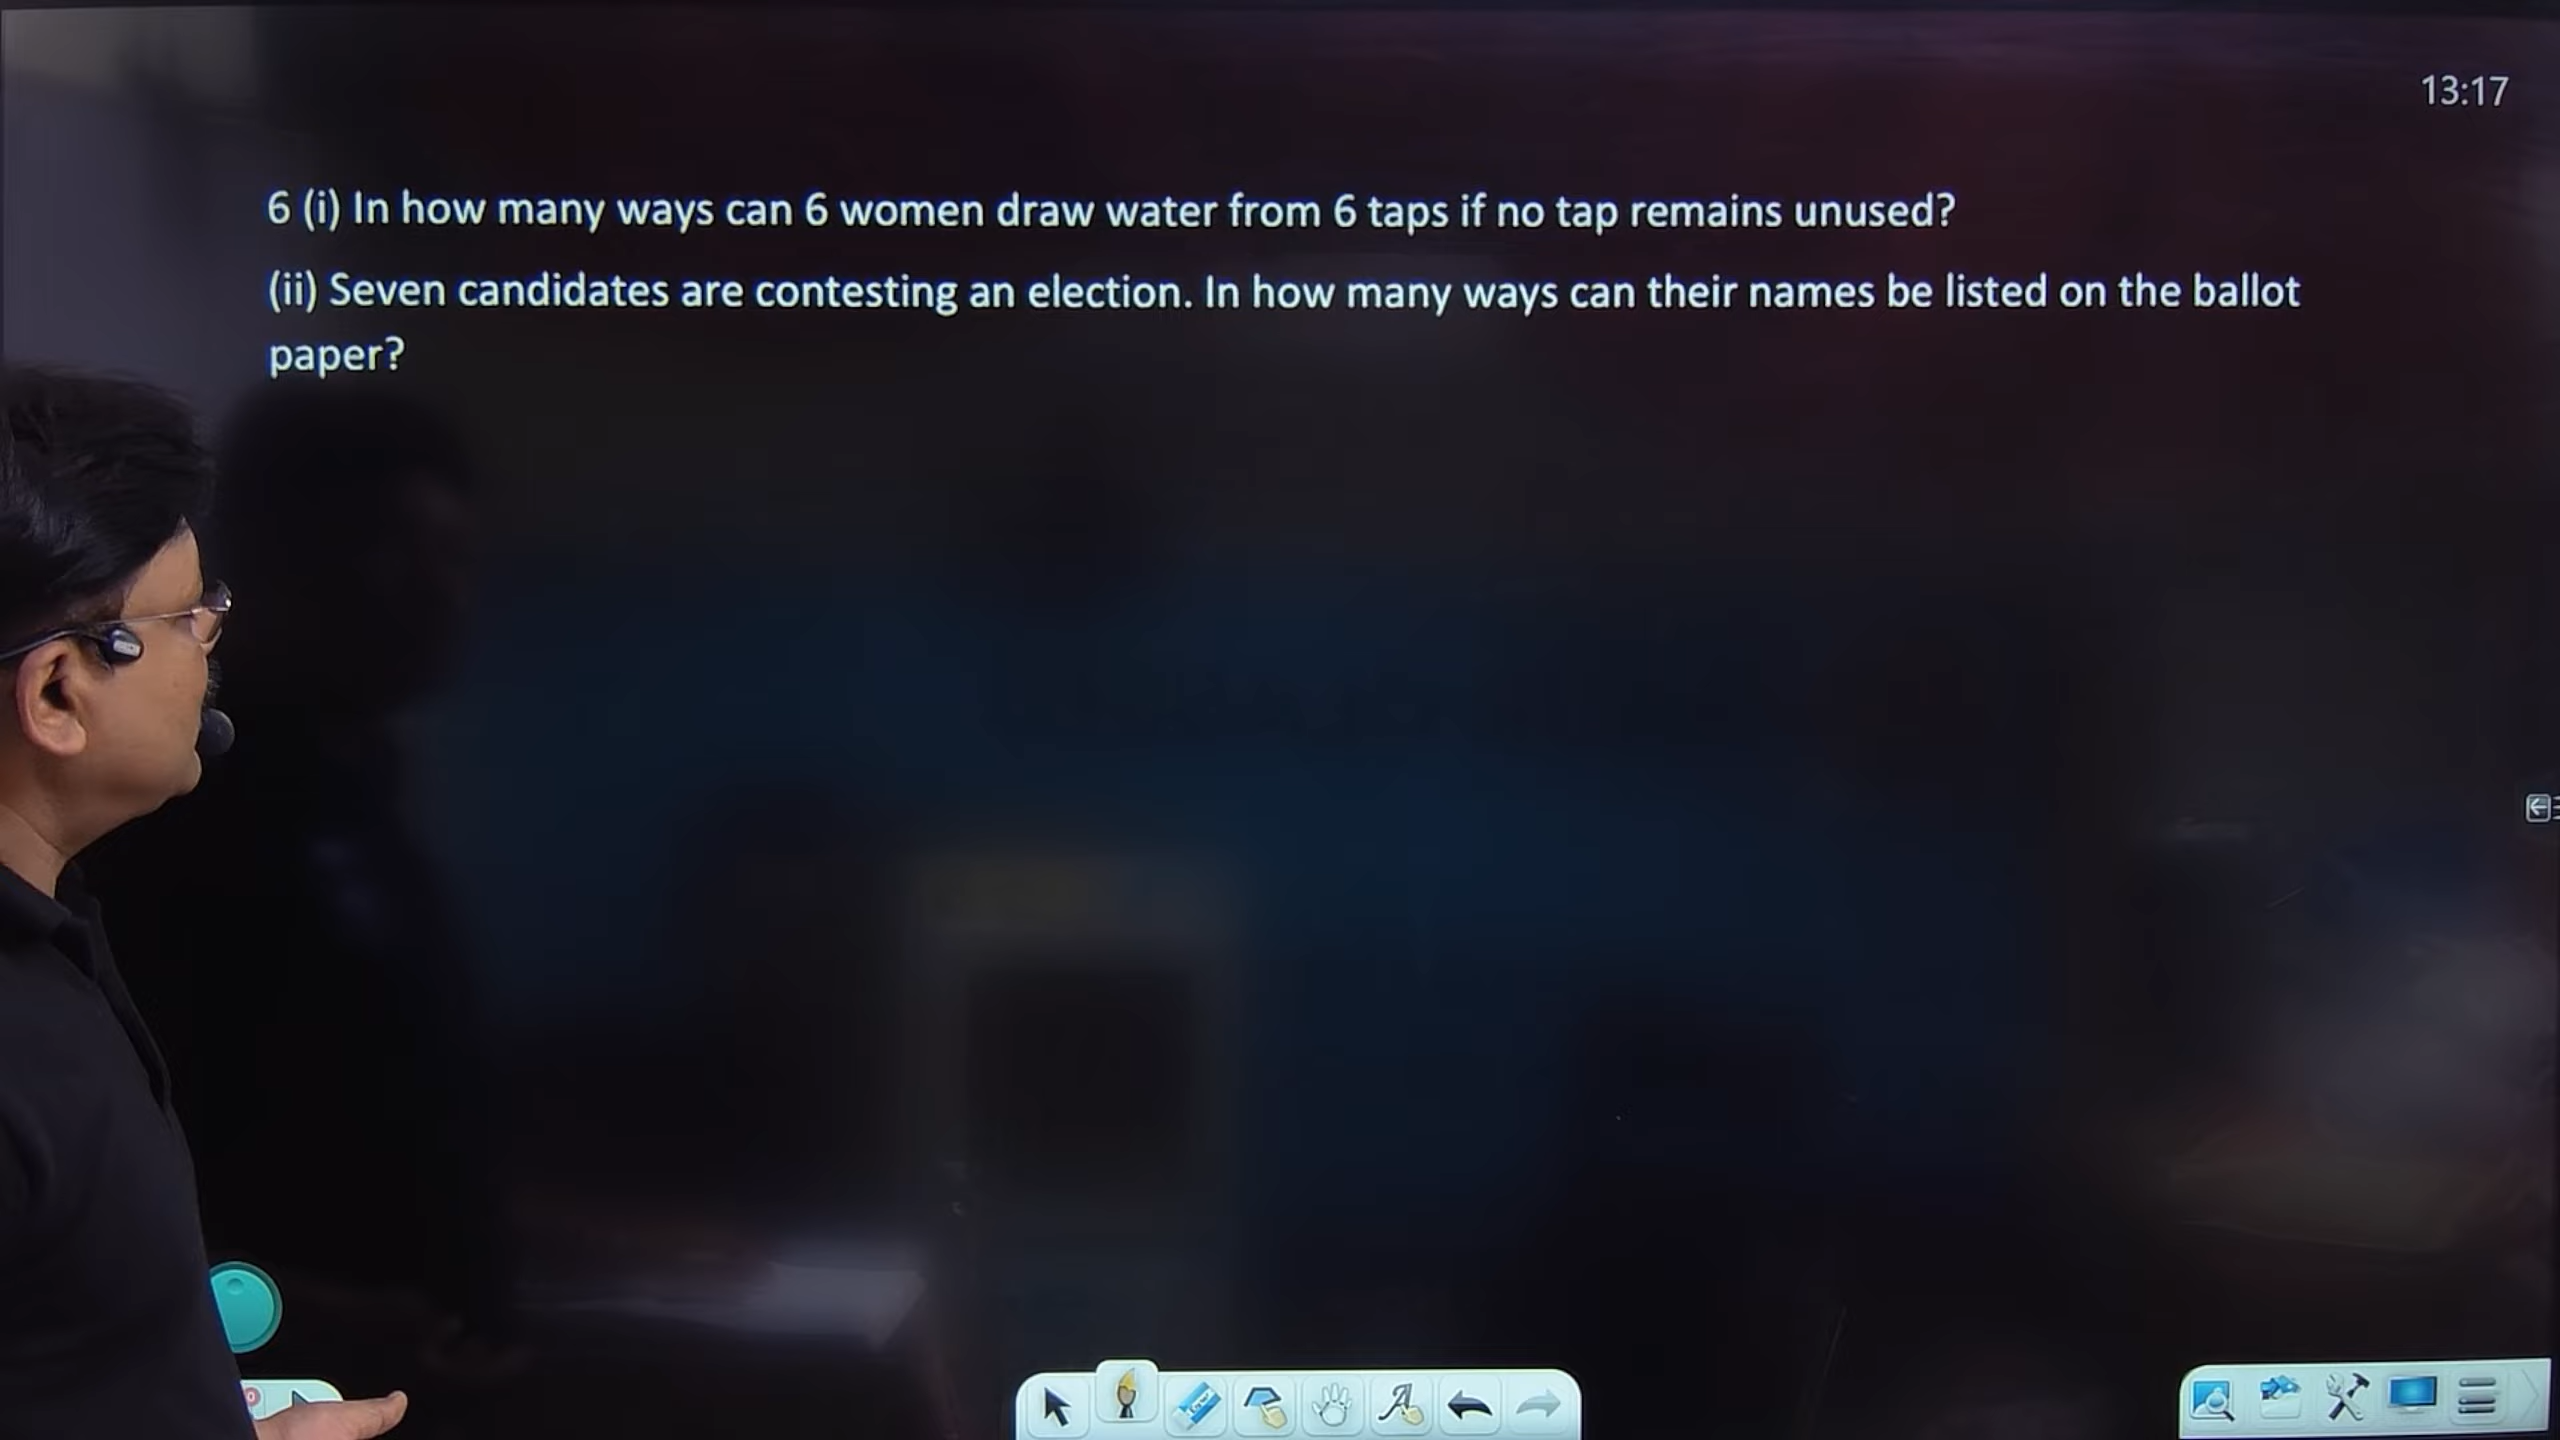 13:17
6 (i) In how many ways can 6 women draw water from 6 taps if no tap remains unused?
(ii) Seven candidates are contesting an election. In how many ways can their names be listed on the ballot
paper?